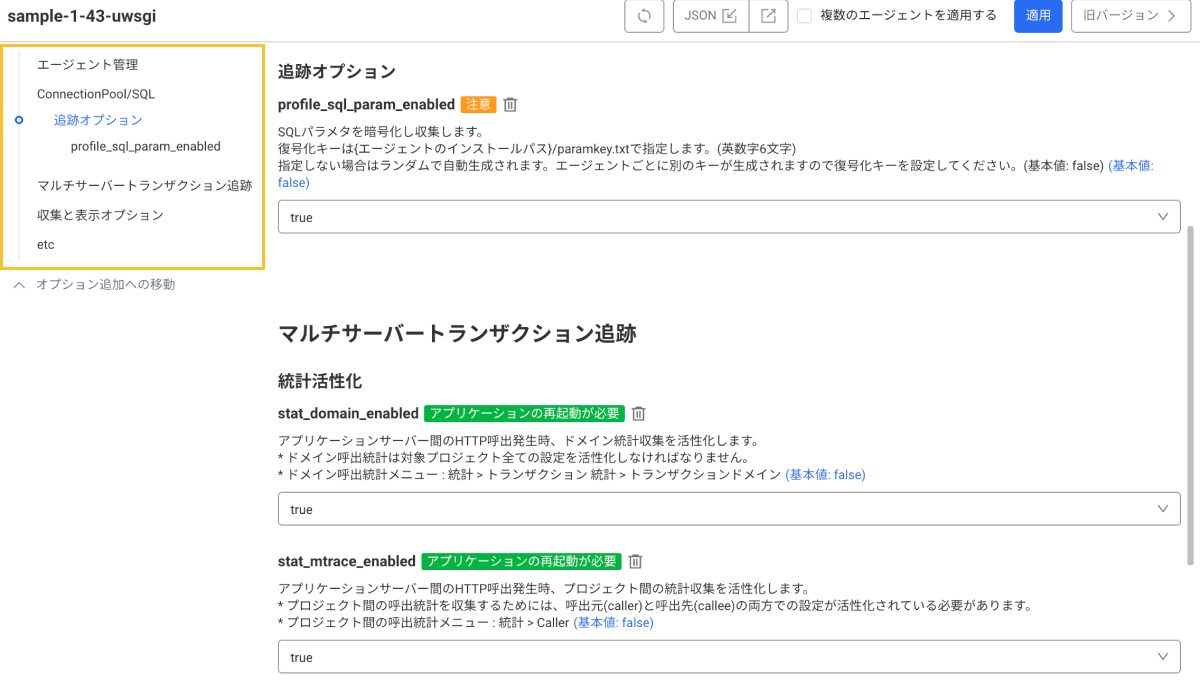 sample-1-43-uwsgi
JSON
複数のエージェントを適用する
適用
旧バージョン
エージェント管理
ConnectionPool/SQL
追跡オプション
profile_sql_param_enabled
マルチサーバートランザクション追跡
収集と表示オプション
etc
オプション追加への移動
追跡オプション
profile_sql_param_enabled 注意
SQLパラメタを暗号化し収集します。
復号化キーは{エージェントのインストールパス}/paramkey.txtで指定します。(英数字6文字)
指定しない場合はランダムで自動生成されます。エージェントごとに別のキーが生成されますので復号化キーを設定してください。(基本値: false) (基本値:
false)
true
マルチサーバートランザクション追跡
統計活性化
stat_domain_enabled アプリケーションの再起動が必要
アプリケーションサーバー間のHTTP呼出発生時、ドメイン統計収集を活性化します。
* ドメイン呼出統計は対象プロジェクト全ての設定を活性化しなければなりません。
* ドメイン呼出統計メニュー : 統計 > トランザクション 統計 > トランザクションドメイン (基本値: false)
true
stat_mtrace_enabled アプリケーションの再起動が必要
アプリケーションサーバー間のHTTP呼出発生時、プロジェクト間の統計収集を活性化します。
* プロジェクト間の呼出統計を収集するためには、呼出元(caller)と呼出先(callee)の両方での設定が活性化されている必要があります。
* プロジェクト間の呼出統計メニュー : 統計 > Caller (基本値: false)
true